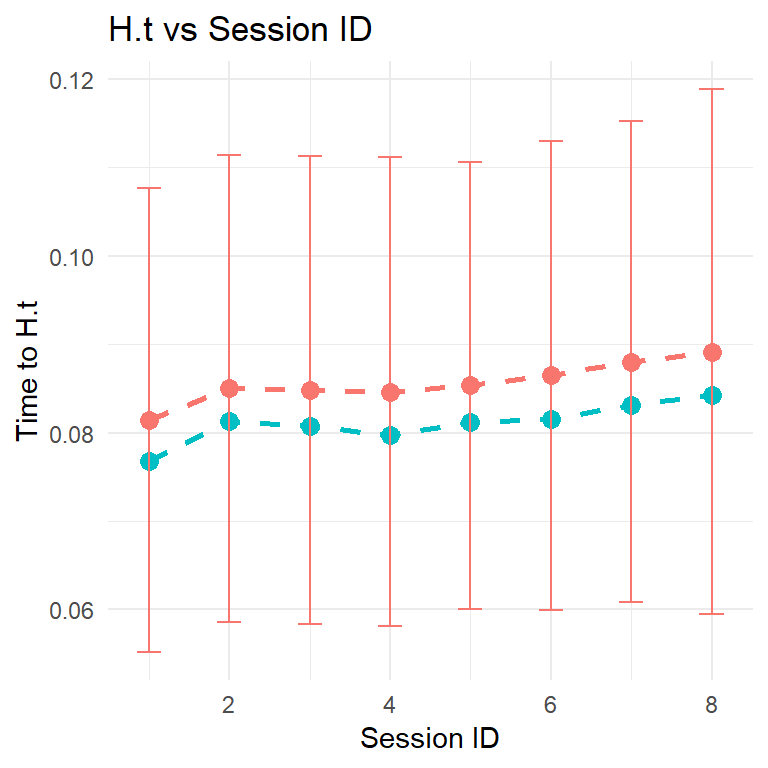 H.t vs Session ID
0.12
0.10
0.08
0.06
Time to H.t
2 4 6 8
Session ID